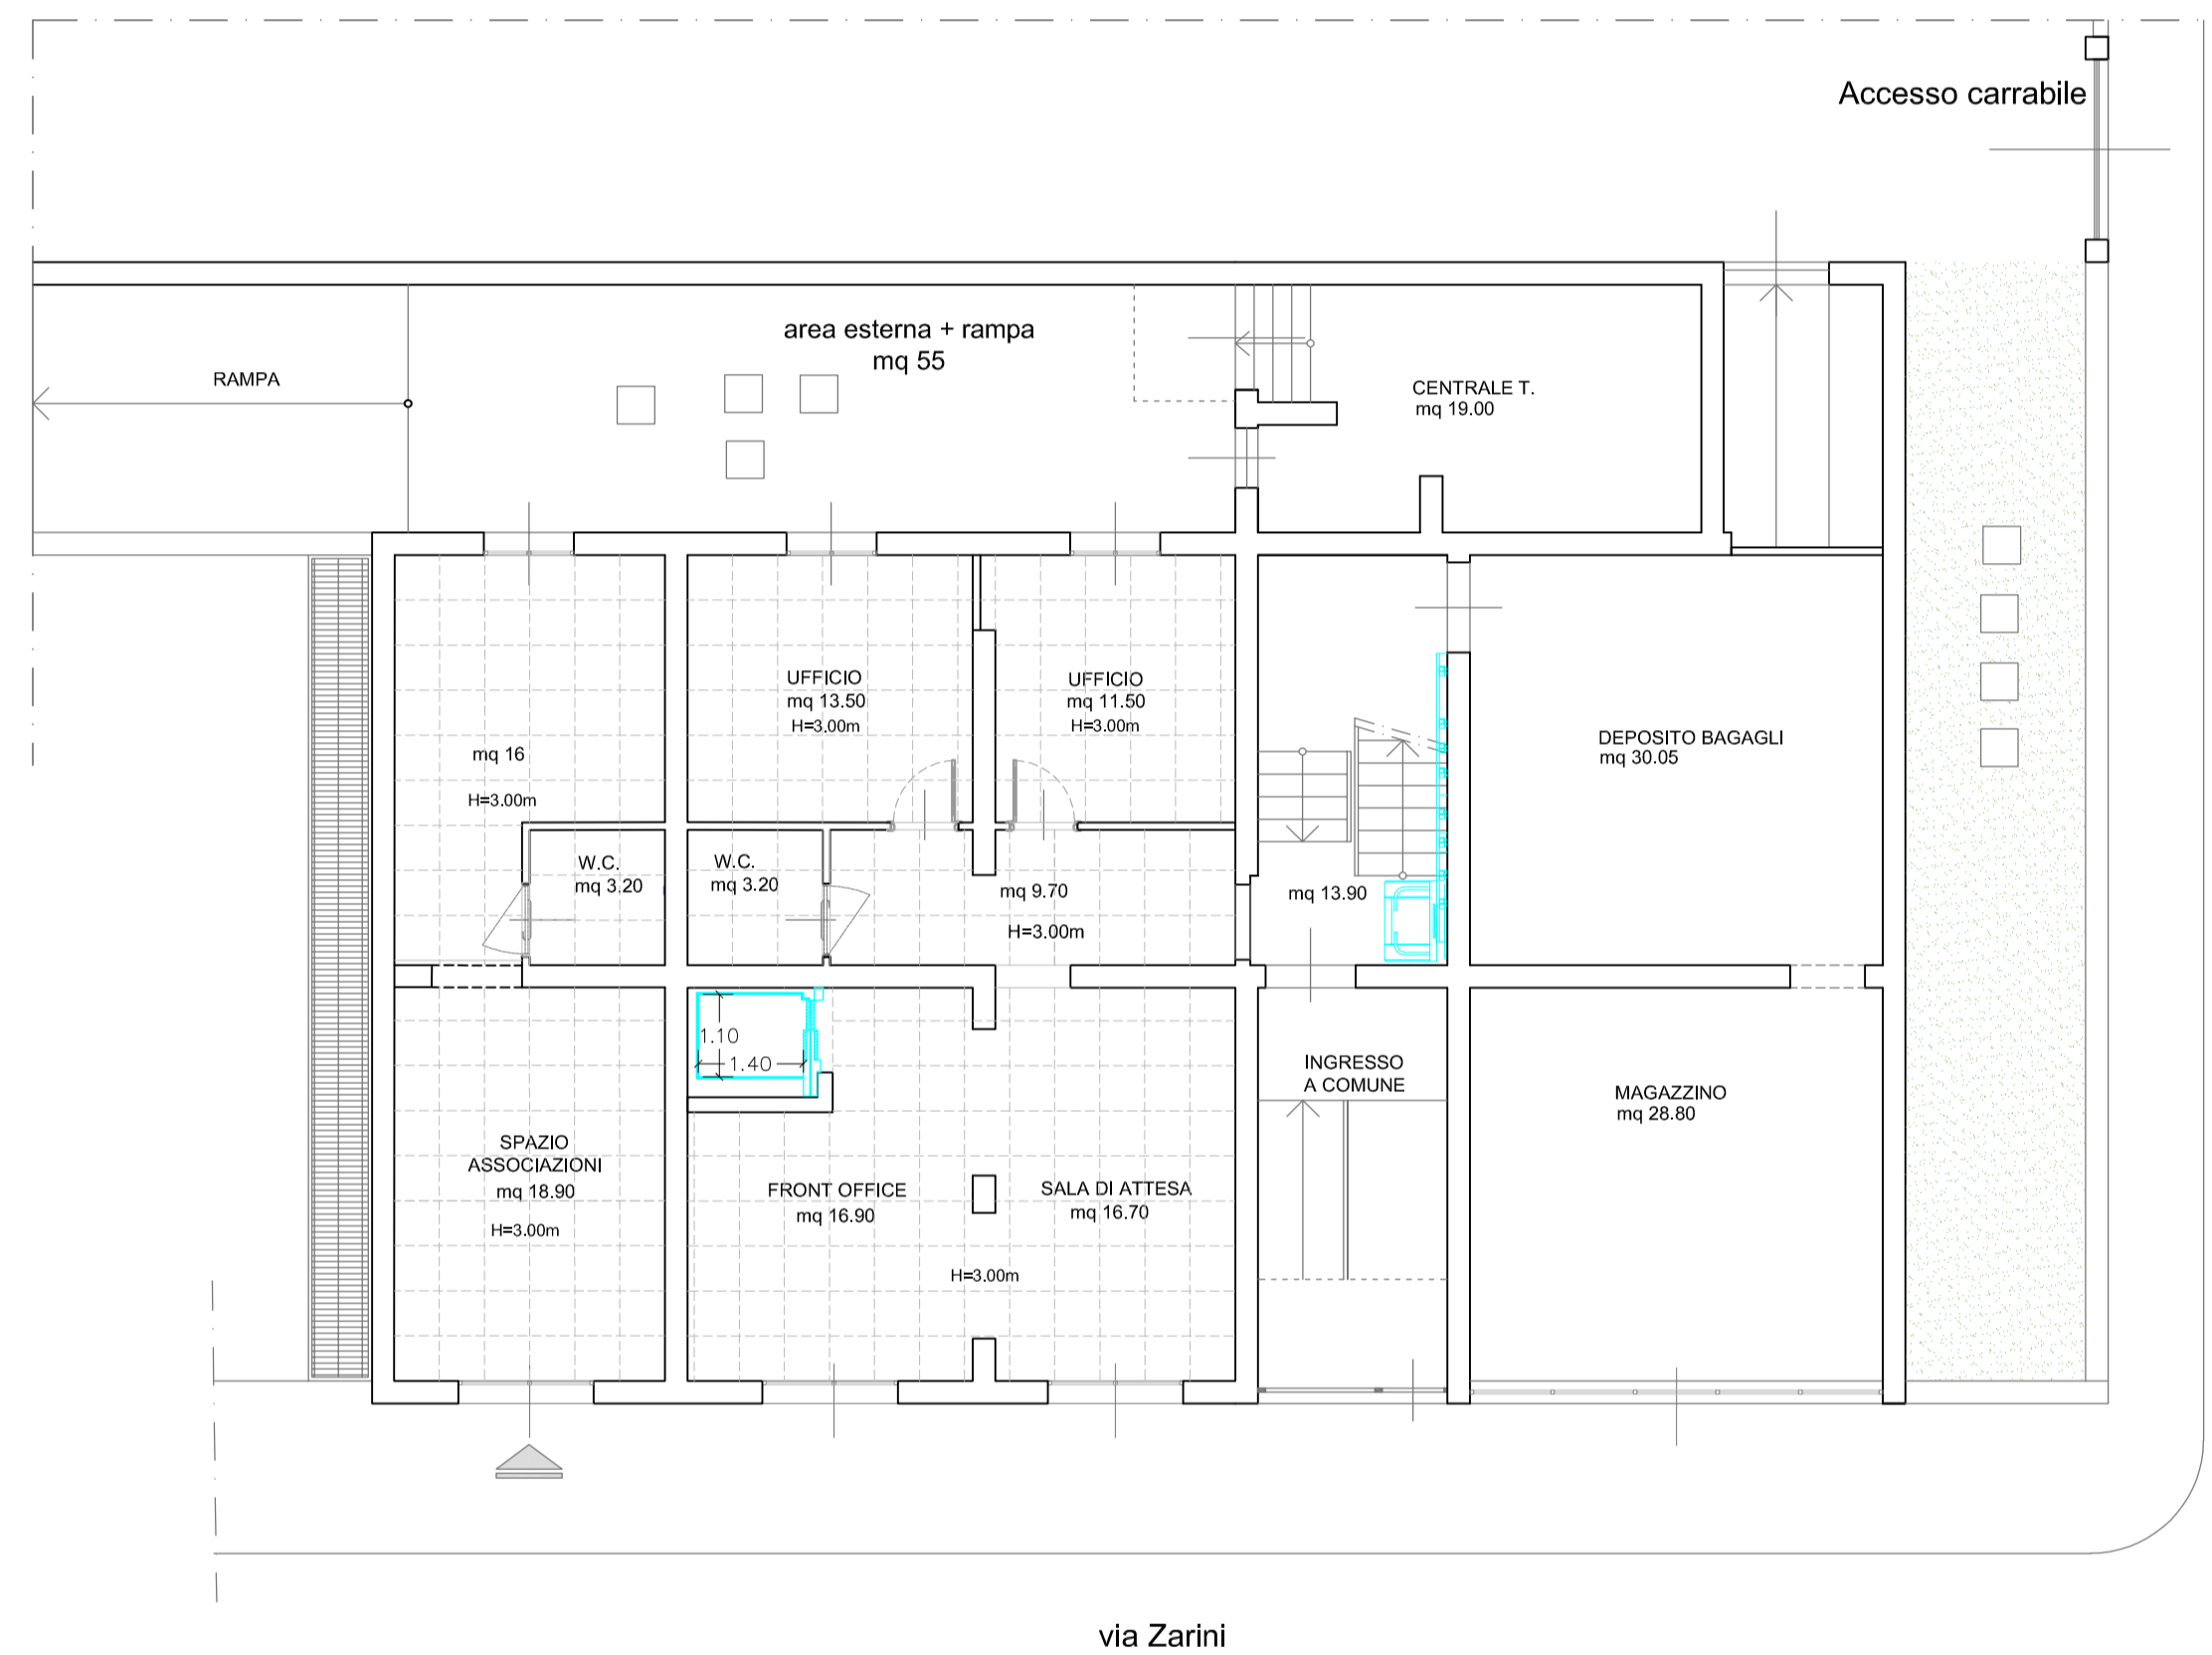 Accesso carrabile
area esterna + rampa
mq 55
RAMPA
CENTRALE T.
mq 19.00
UFFICIO
mq 13.50
H=3.00m
UFFICIO
mq 11.50
H=3.00m
mq 16
H=3.00m
DEPOSITO BAGAGLI
mq 30.05
W.C.
mq 3.20
W.C.
mq 3.20
mq 9.70
H=3.00m
mq 13.90
1.10
1.40
INGRESSO
A COMUNE
MAGAZZINO
mq 28.80
SPAZIO
ASSOCIAZIONI
mq 18.90
H=3.00m
FRONT OFFICE
mq 16.90
SALA DI ATTESA
mq 16.70
H=3.00m
via Zarini